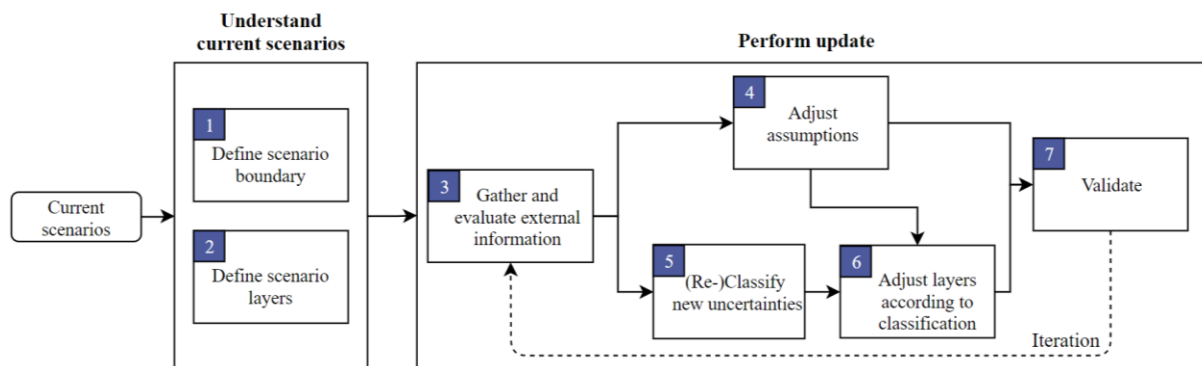 Understand
current scenarios
Perform update
Current
scenarios
1
Define scenario
boundary
2
Define scenario
layers
3
Gather and
evaluate external
information
4
Adjust
assumptions
5
(Re-)Classify
new uncertainties
6
Adjust layers
according to
classification
7
Validate
Iteration